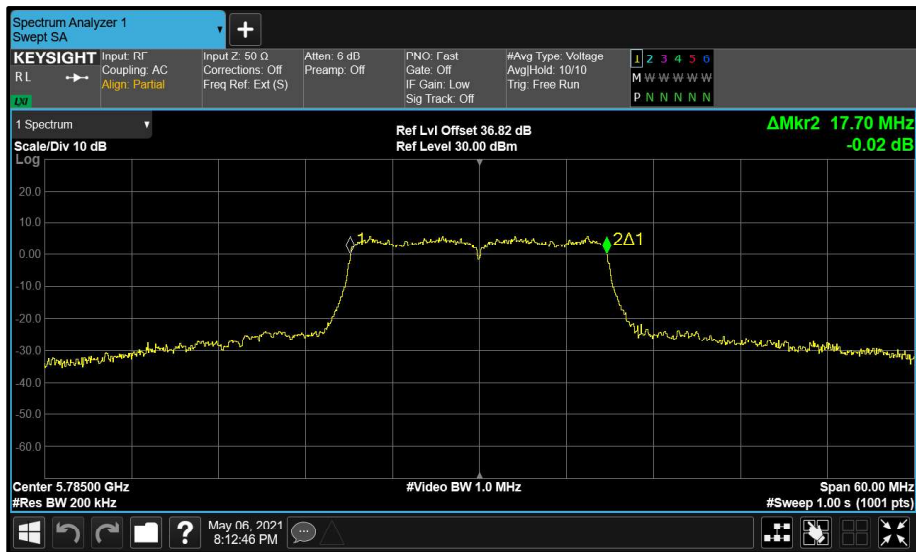 Spectrum Analyzer 1
Swept SA
+
KEYSIGHT Input: RF Input Z: 50 Ω Atten: 6 dB PNO: Fast #Avg Type: Voltage 1 2 3 4 5 6
RL Coupling: AC Corrections: Off Preamp: Off Gate: Off Avg|Hold: 10/10 M W W W W W
Align: Partial Freq Ref: Ext (S) IF Gain: Low Trig: Free Run
LXI Sig Track: Off P N N N N N
1 Spectrum
Ref Lvl Offset 36.82 dB ΔMkr2 17.70 MHz
Scale/Div 10 dB Ref Level 30.00 dBm -0.02 dB
Log
20.0
10.0
1 2Δ1
0.00
-10.0
-20.0
-30.0
-40.0
-50.0
-60.0
Center 5.78500 GHz #Video BW 1.0 MHz Span 60.00 MHz
#Res BW 200 kHz #Sweep 1.00 s (1001 pts)
? May 06, 2021
8:12:46 PM